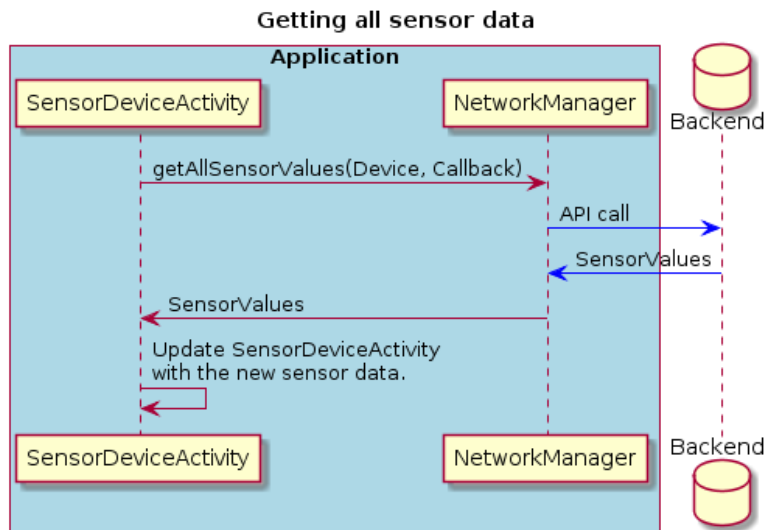 Getting all sensor data
Application
SensorDeviceActivity
NetworkManager
Backend
getAllSensorValues(Device, Callback)
API call
SensorValues
SensorValues
Update SensorDeviceActivity
with the new sensor data.
SensorDeviceActivity
NetworkManager
Backend